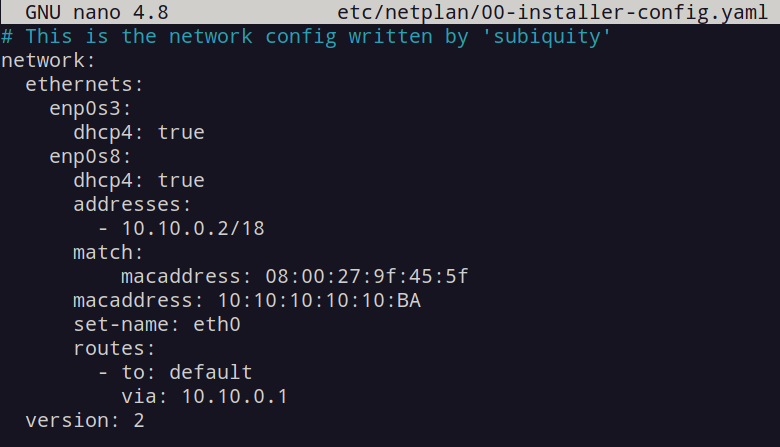 GNU nano 4.8 etc/netplan/00-installer-config.yaml
# This is the network config written by 'subiquity'
network:
  ethernets:
    enp0s3:
      dhcp4: true
    enp0s8:
      dhcp4: true
      addresses:
        - 10.10.0.2/18
      match:
          macaddress: 08:00:27:9f:45:5f
      macaddress: 10:10:10:10:10:BA
      set-name: eth0
      routes:
        - to: default
          via: 10.10.0.1
  version: 2